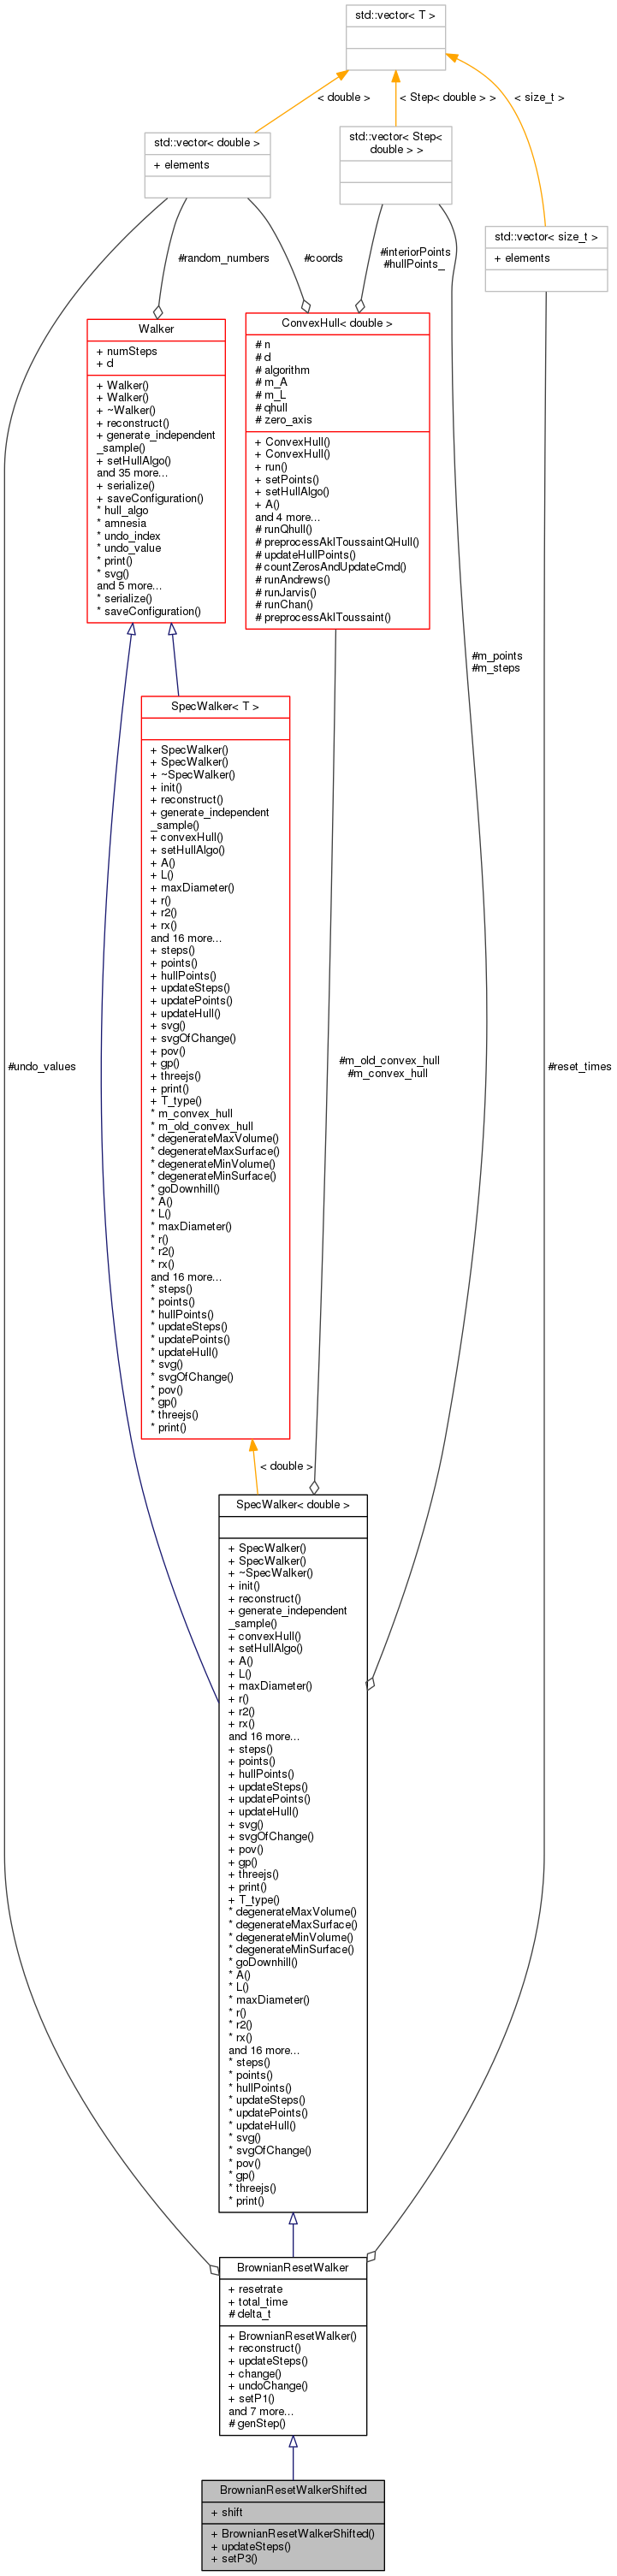 std::vector< T >
< double >
< Step< double > >
< size_t >
std::vector< double >
+ elements
std::vector< Step<
double > >
std::vector< size_t >
+ elements
#random_numbers
#coords
#interiorPoints
#hullPoints_
Walker
+ numSteps
+ d
+ Walker()
+ Walker()
+ ~Walker()
+ reconstruct()
+ generate_independent
_sample()
+ setHullAlgo()
and 35 more...
+ serialize()
+ saveConfiguration()
* hull_algo
* amnesia
* undo_index
* undo_value
* print()
* svg()
and 5 more...
* serialize()
* saveConfiguration()
ConvexHull< double >
# n
# d
# algorithm
# m_A
# m_L
# qhull
# zero_axis
+ ConvexHull()
+ ConvexHull()
+ run()
+ setPoints()
+ setHullAlgo()
+ A()
and 4 more...
# runQhull()
# preprocessAklToussaintQHull()
# updateHullPoints()
# countZerosAndUpdateCmd()
# runAndrews()
# runJarvis()
# runChan()
# preprocessAklToussaint()
#m_points
#m_steps
SpecWalker< T >
+ SpecWalker()
+ SpecWalker()
+ ~SpecWalker()
+ init()
+ reconstruct()
+ generate_independent
_sample()
+ convexHull()
+ setHullAlgo()
+ A()
+ L()
+ maxDiameter()
+ r()
+ r2()
+ rx()
and 16 more...
+ steps()
+ points()
+ hullPoints()
+ updateSteps()
+ updatePoints()
+ updateHull()
+ svg()
+ svgOfChange()
+ pov()
+ gp()
+ threejs()
+ print()
+ T_type()
* m_convex_hull
* m_old_convex_hull
* degenerateMaxVolume()
* degenerateMaxSurface()
* degenerateMinVolume()
* degenerateMinSurface()
* goDownhill()
* A()
* L()
* maxDiameter()
* r()
* r2()
* rx()
and 16 more...
* steps()
* points()
* hullPoints()
* updateSteps()
* updatePoints()
* updateHull()
* svg()
* svgOfChange()
* pov()
* gp()
* threejs()
* print()
#undo_values
#m_old_convex_hull
#m_convex_hull
#reset_times
< double >
SpecWalker< double >
+ SpecWalker()
+ SpecWalker()
+ ~SpecWalker()
+ init()
+ reconstruct()
+ generate_independent
_sample()
+ convexHull()
+ setHullAlgo()
+ A()
+ L()
+ maxDiameter()
+ r()
+ r2()
+ rx()
and 16 more...
+ steps()
+ points()
+ hullPoints()
+ updateSteps()
+ updatePoints()
+ updateHull()
+ svg()
+ svgOfChange()
+ pov()
+ gp()
+ threejs()
+ print()
+ T_type()
* degenerateMaxVolume()
* degenerateMaxSurface()
* degenerateMinVolume()
* degenerateMinSurface()
* goDownhill()
* A()
* L()
* maxDiameter()
* r()
* r2()
* rx()
and 16 more...
* steps()
* points()
* hullPoints()
* updateSteps()
* updatePoints()
* updateHull()
* svg()
* svgOfChange()
* pov()
* gp()
* threejs()
* print()
BrownianResetWalker
+ resetrate
+ total_time
# delta_t
+ BrownianResetWalker()
+ reconstruct()
+ updateSteps()
+ change()
+ undoChange()
+ setP1()
and 7 more...
# genStep()
BrownianResetWalkerShifted
+ shift
+ BrownianResetWalkerShifted()
+ updateSteps()
+ setP3()